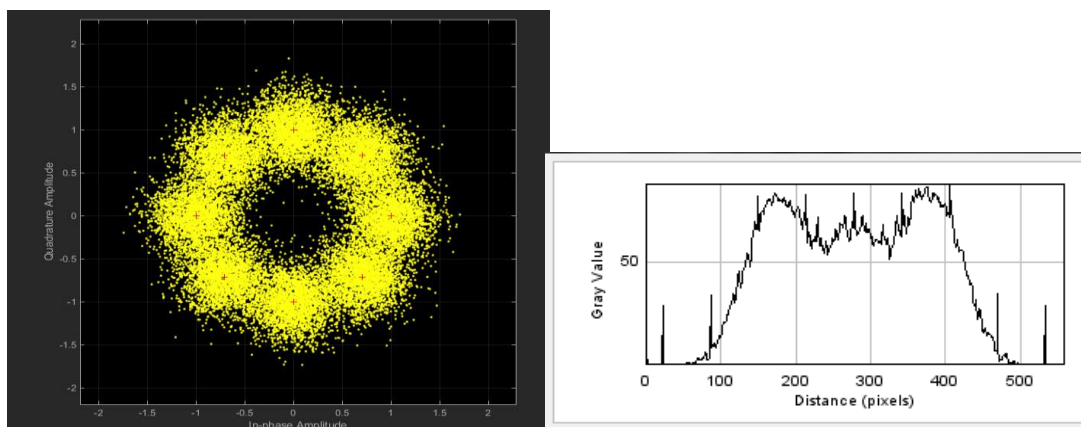 2
1.5
1
0.5
0
-0.5
-1
-1.5
-2
Quadrature Amplitude
-2 -1.5 -1 -0.5 0 0.5 1 1.5 2
In-phase Amplitude
50
Gray Value
0 100 200 300 400 500
Distance (pixels)